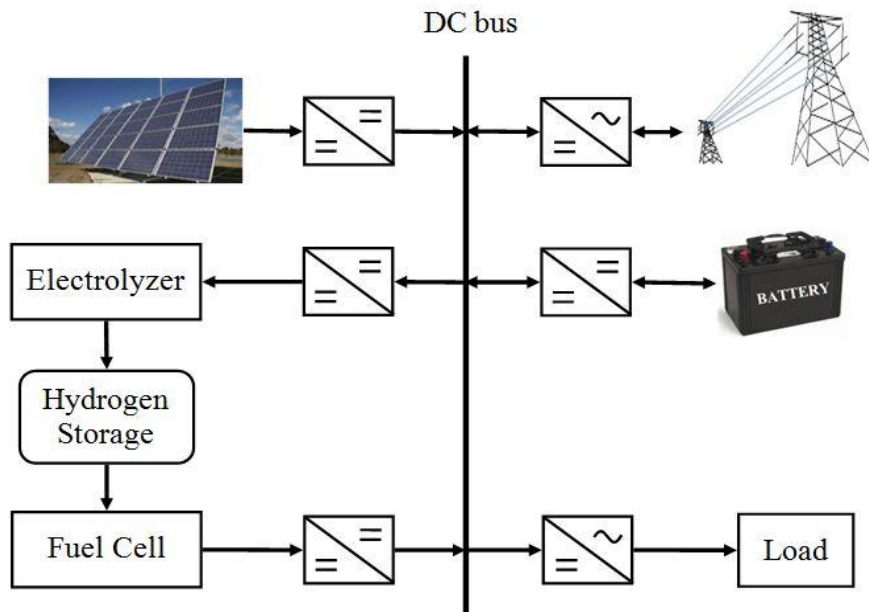 DC bus
Electrolyzer
BATTERY
Hydrogen
Storage
Fuel Cell
Load